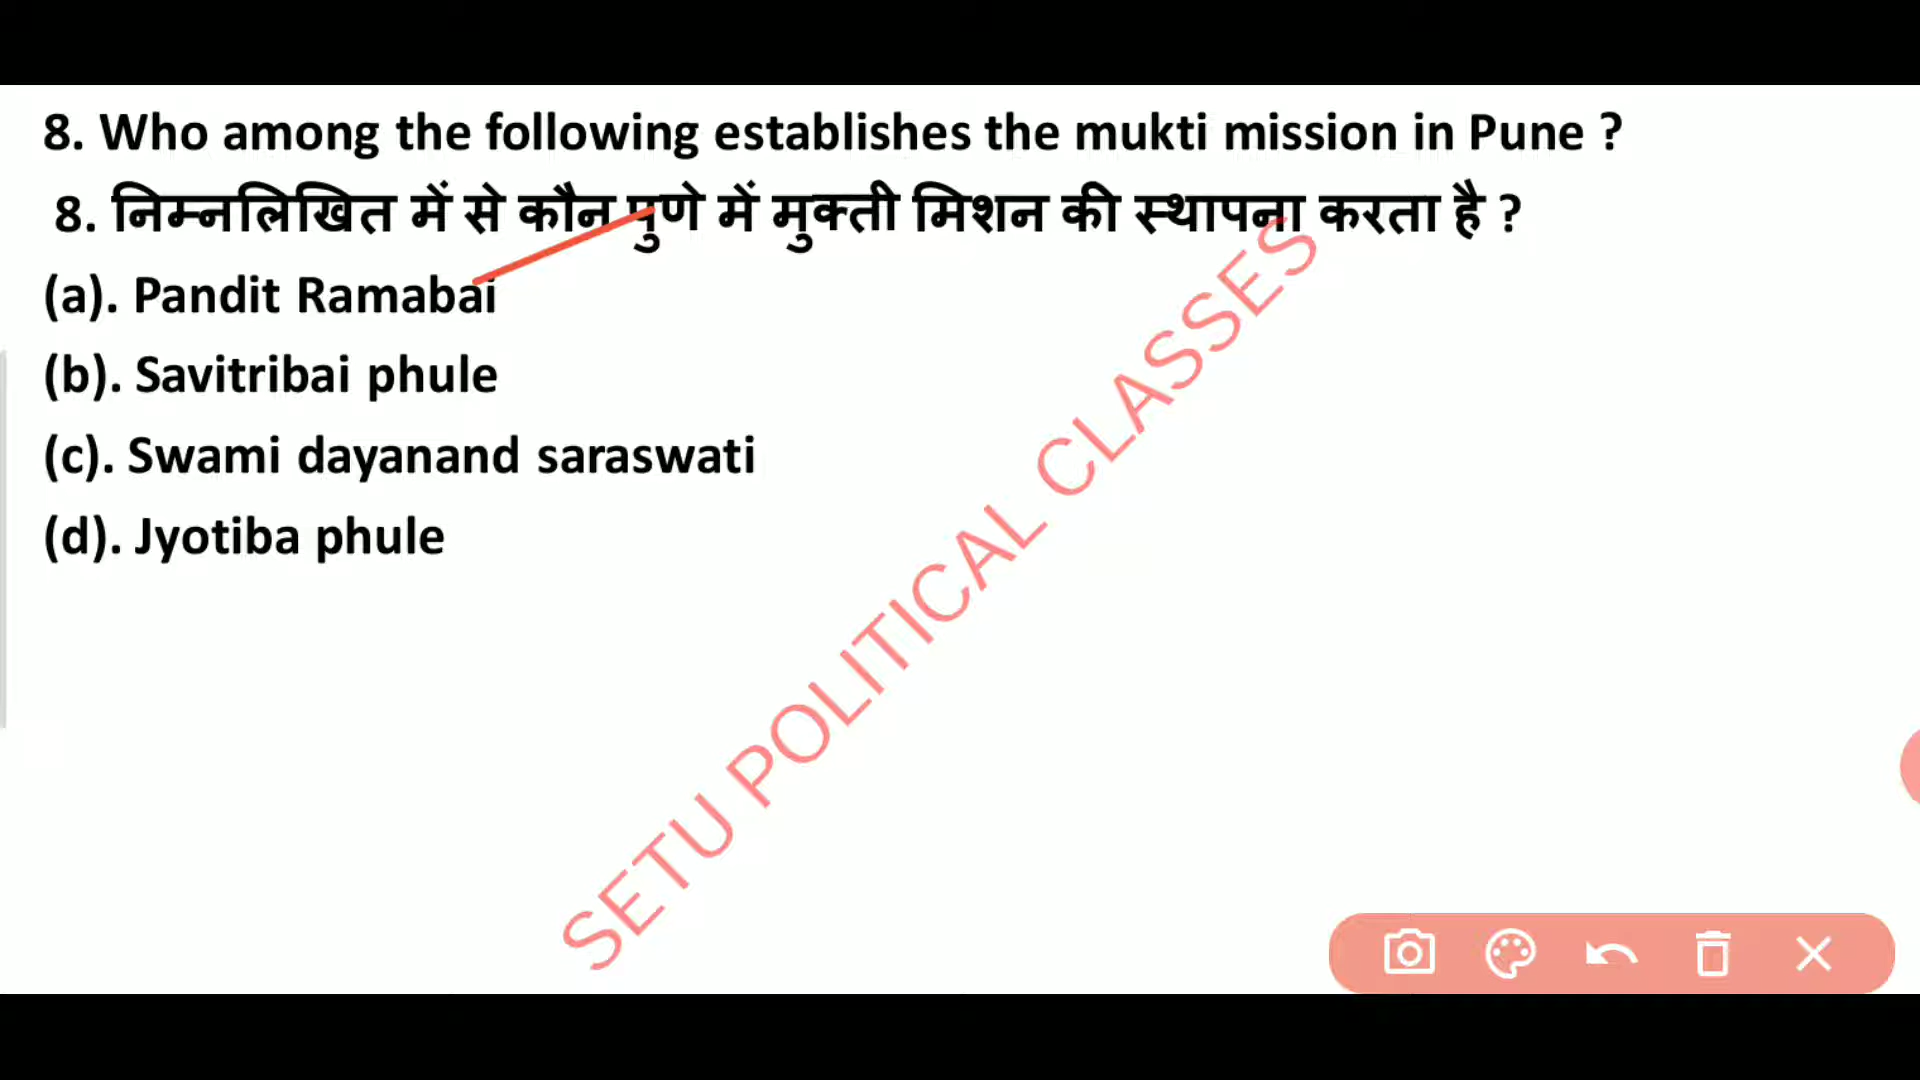 8. Who among the following establishes the mukti mission in Pune ?
8. निम्नलिखित में से कौन पुणे में मुक्ती मिशन की स्थापना करता है ?
(a). Pandit Ramabai
(b). Savitribai phule
(c). Swami dayanand saraswati
(d). Jyotiba phule
SETU POLITICAL CLASSES